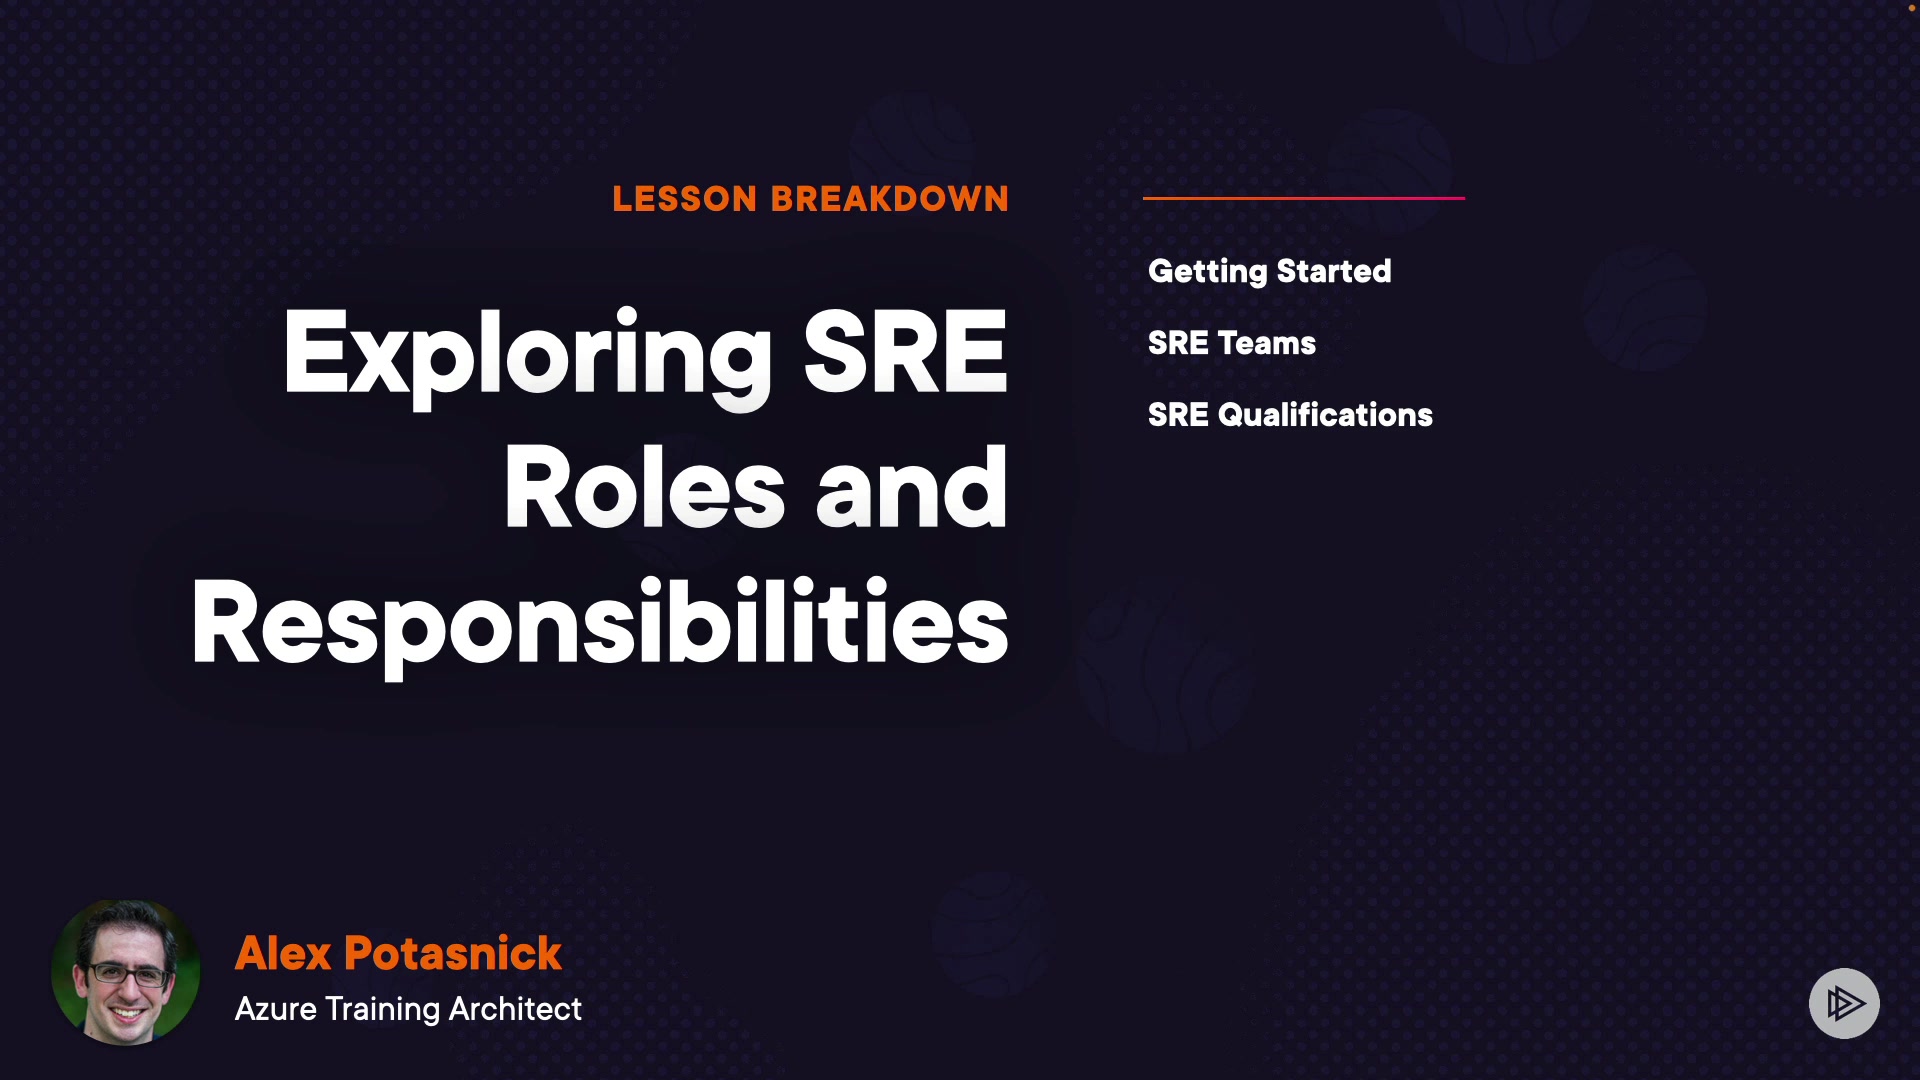 LESSON BREAKDOWN
Exploring SRE
Roles and
Responsibilities
Getting Started
SRE Teams
SRE Qualifications
Alex Potasnick
Azure Training Architect